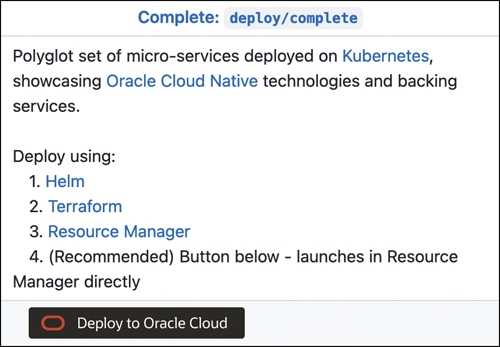 Complete: deploy/complete
Polyglot set of micro-services deployed on Kubernetes,
showcasing Oracle Cloud Native technologies and backing
services.
Deploy using:
1. Helm
2. Terraform
3. Resource Manager
4. (Recommended) Button below - launches in Resource
Manager directly
Deploy to Oracle Cloud